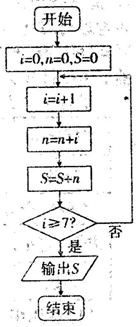 开始
i=0,n=0,S=0
i=i+1
n=n+i
S=S+n
i≥7?
否
是
输出S
结束